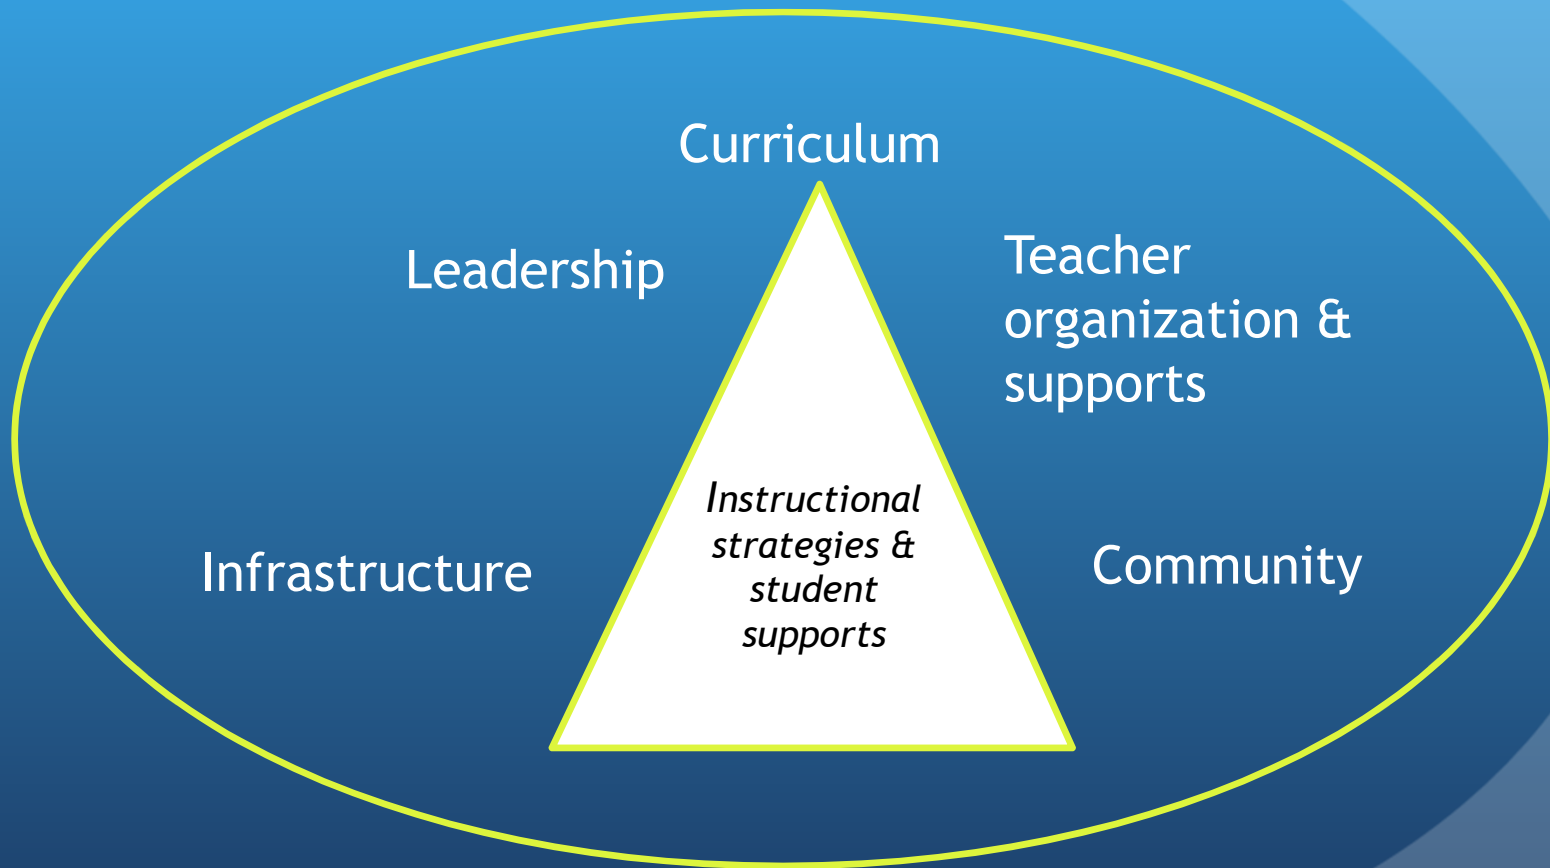 Curriculum
Leadership
Teacher
organization &
supports
Instructional
strategies &
student
supports
Infrastructure
Community